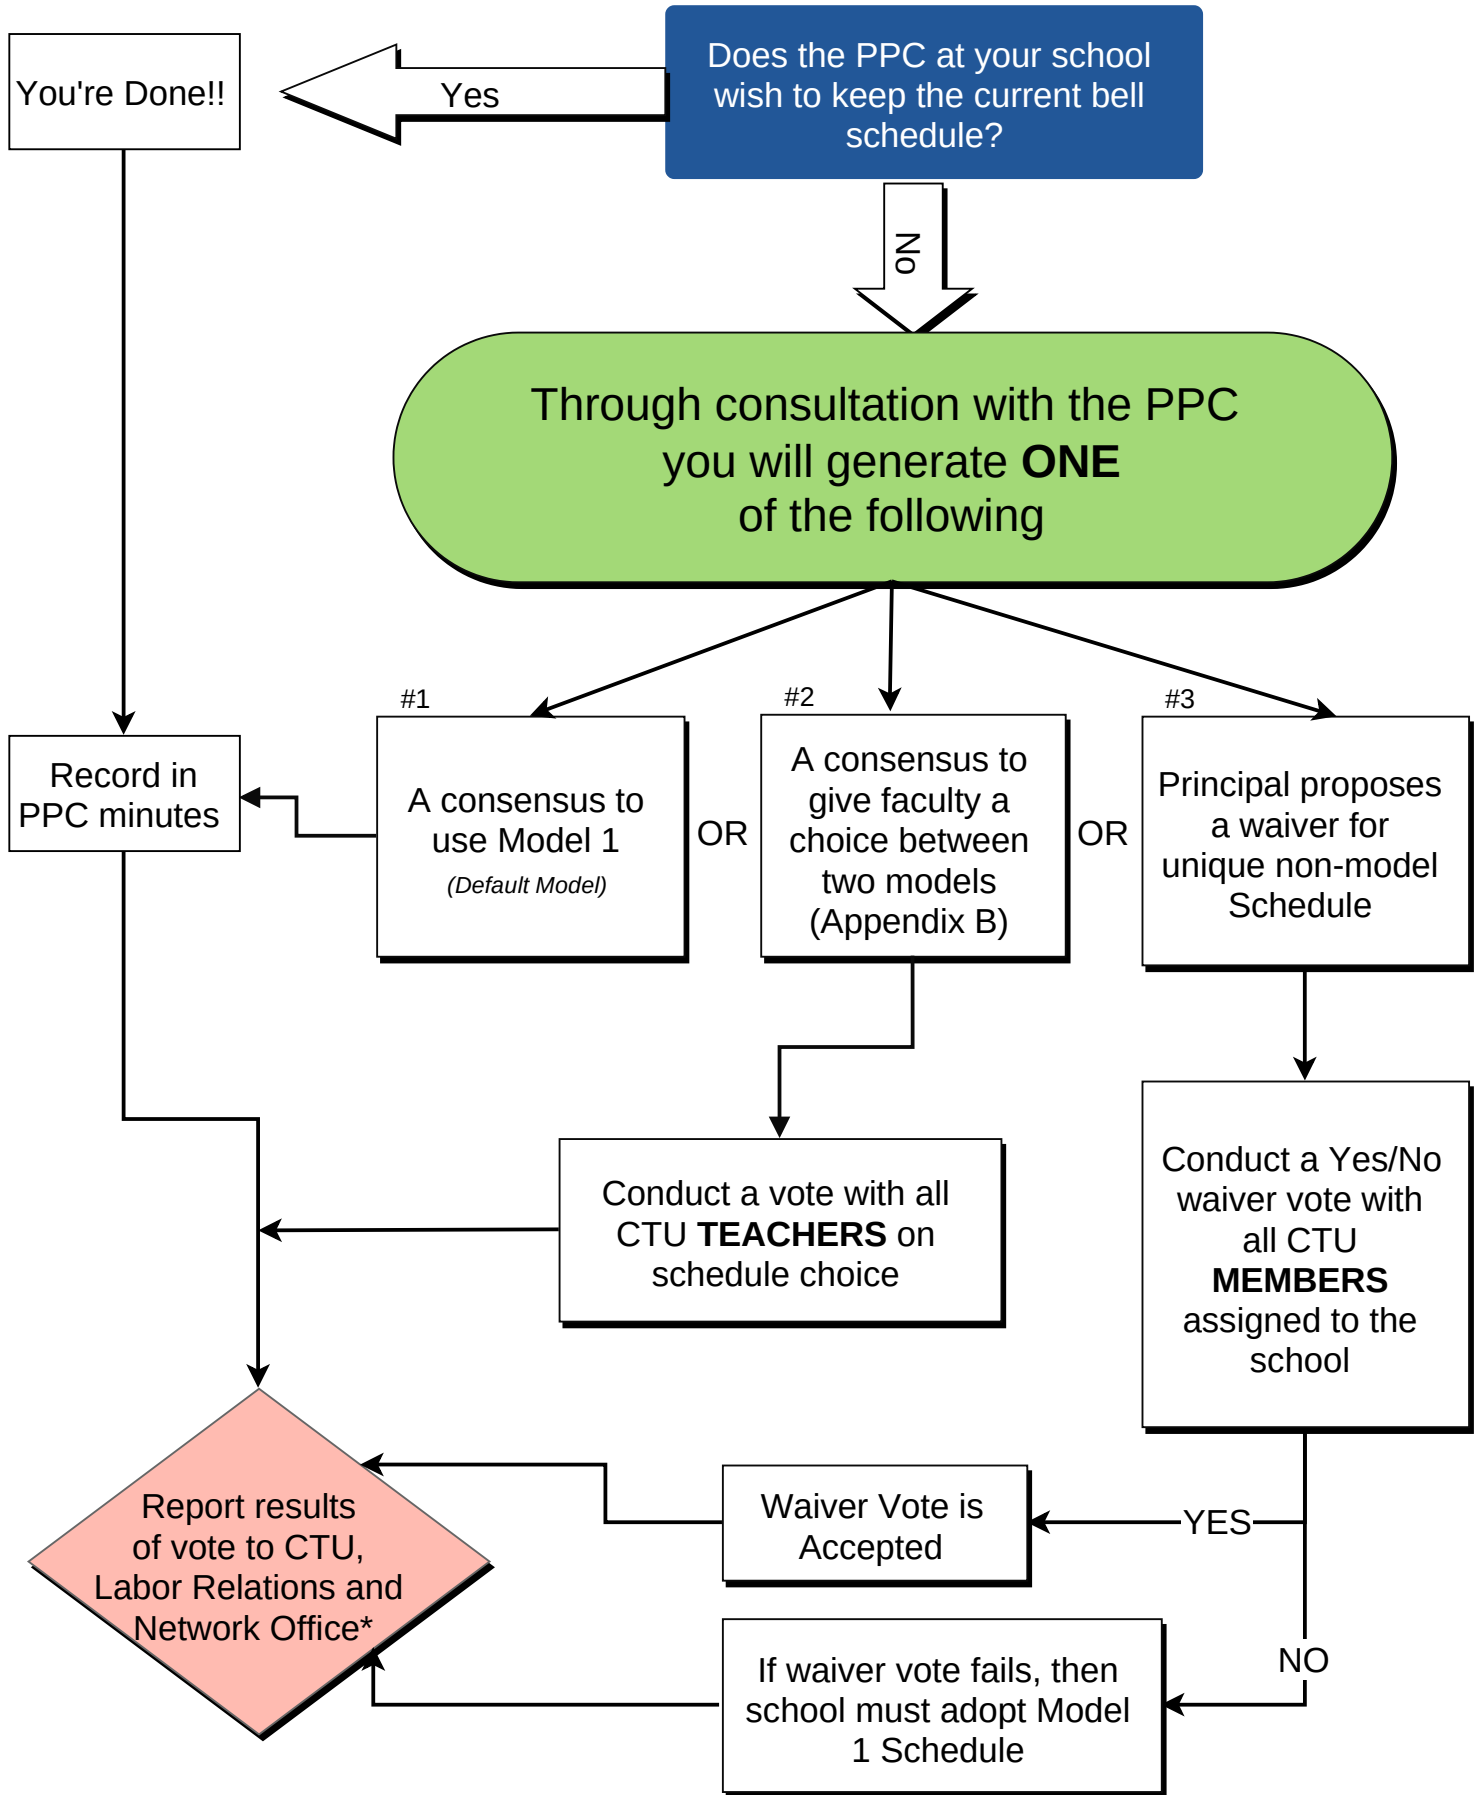 You're Done!!
Yes
Does the PPC at your school
wish to keep the current bell
schedule?
No
Through consultation with the PPC
you will generate ONE
of the following
#1
#2
#3
Record in
PPC minutes
A consensus to
use Model 1
(Default Model)
OR
A consensus to
give faculty a
choice between
two models
(Appendix B)
OR
Principal proposes
a waiver for
unique non-model
Schedule
Conduct a vote with all
CTU TEACHERS on
schedule choice
Conduct a Yes/No
waiver vote with
all CTU
MEMBERS
assigned to the
school
Report results
of vote to CTU,
Labor Relations and
Network Office*
Waiver Vote is
Accepted
YES
If waiver vote fails, then
school must adopt Model
1 Schedule
NO